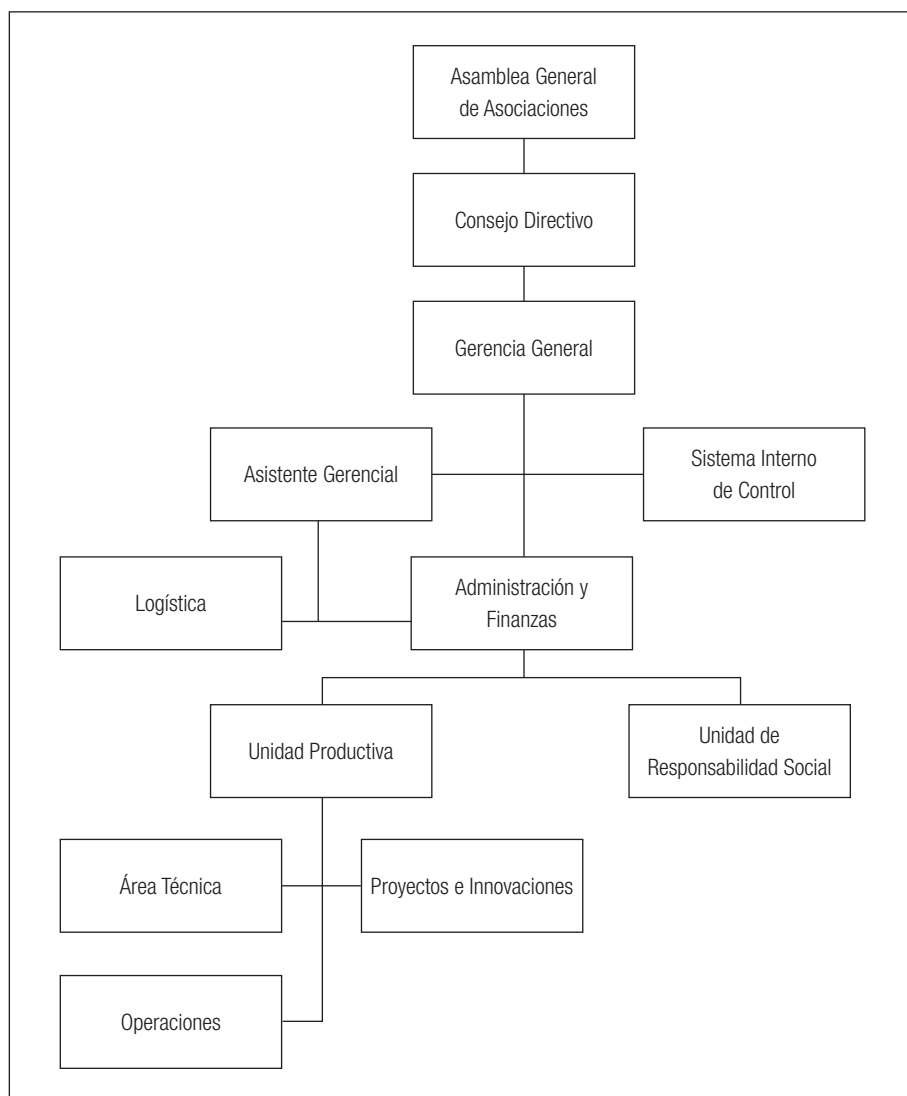 Asamblea General
de Asociaciones
Consejo Directivo
Gerencia General
Asistente Gerencial
Sistema Interno
de Control
Logística
Administración y
Finanzas
Unidad Productiva
Unidad de
Responsabilidad Social
Área Técnica
Proyectos e Innovaciones
Operaciones